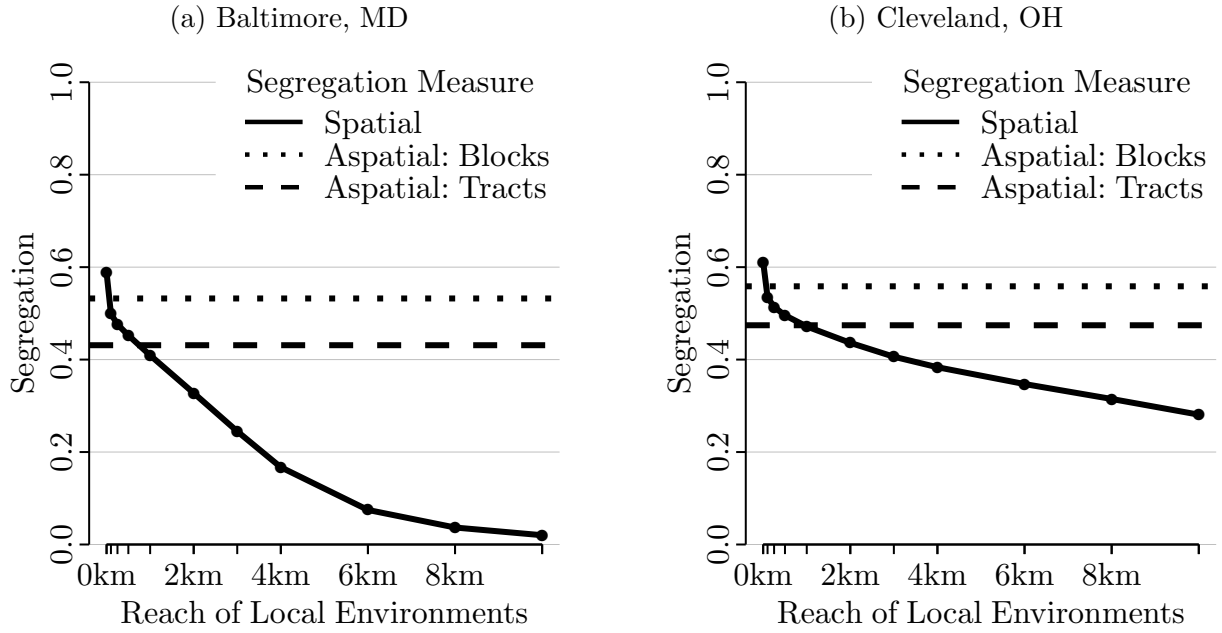 (a) Baltimore, MD
Segregation Measure
Spatial
Aspatial: Blocks
Aspatial: Tracts
Segregation
1.0
0.8
0.6
0.4
0.2
0.0
0km 2km 4km 6km 8km
Reach of Local Environments
(b) Cleveland, OH
Segregation Measure
Spatial
Aspatial: Blocks
Aspatial: Tracts
Segregation
1.0
0.8
0.6
0.4
0.2
0.0
0km 2km 4km 6km 8km
Reach of Local Environments